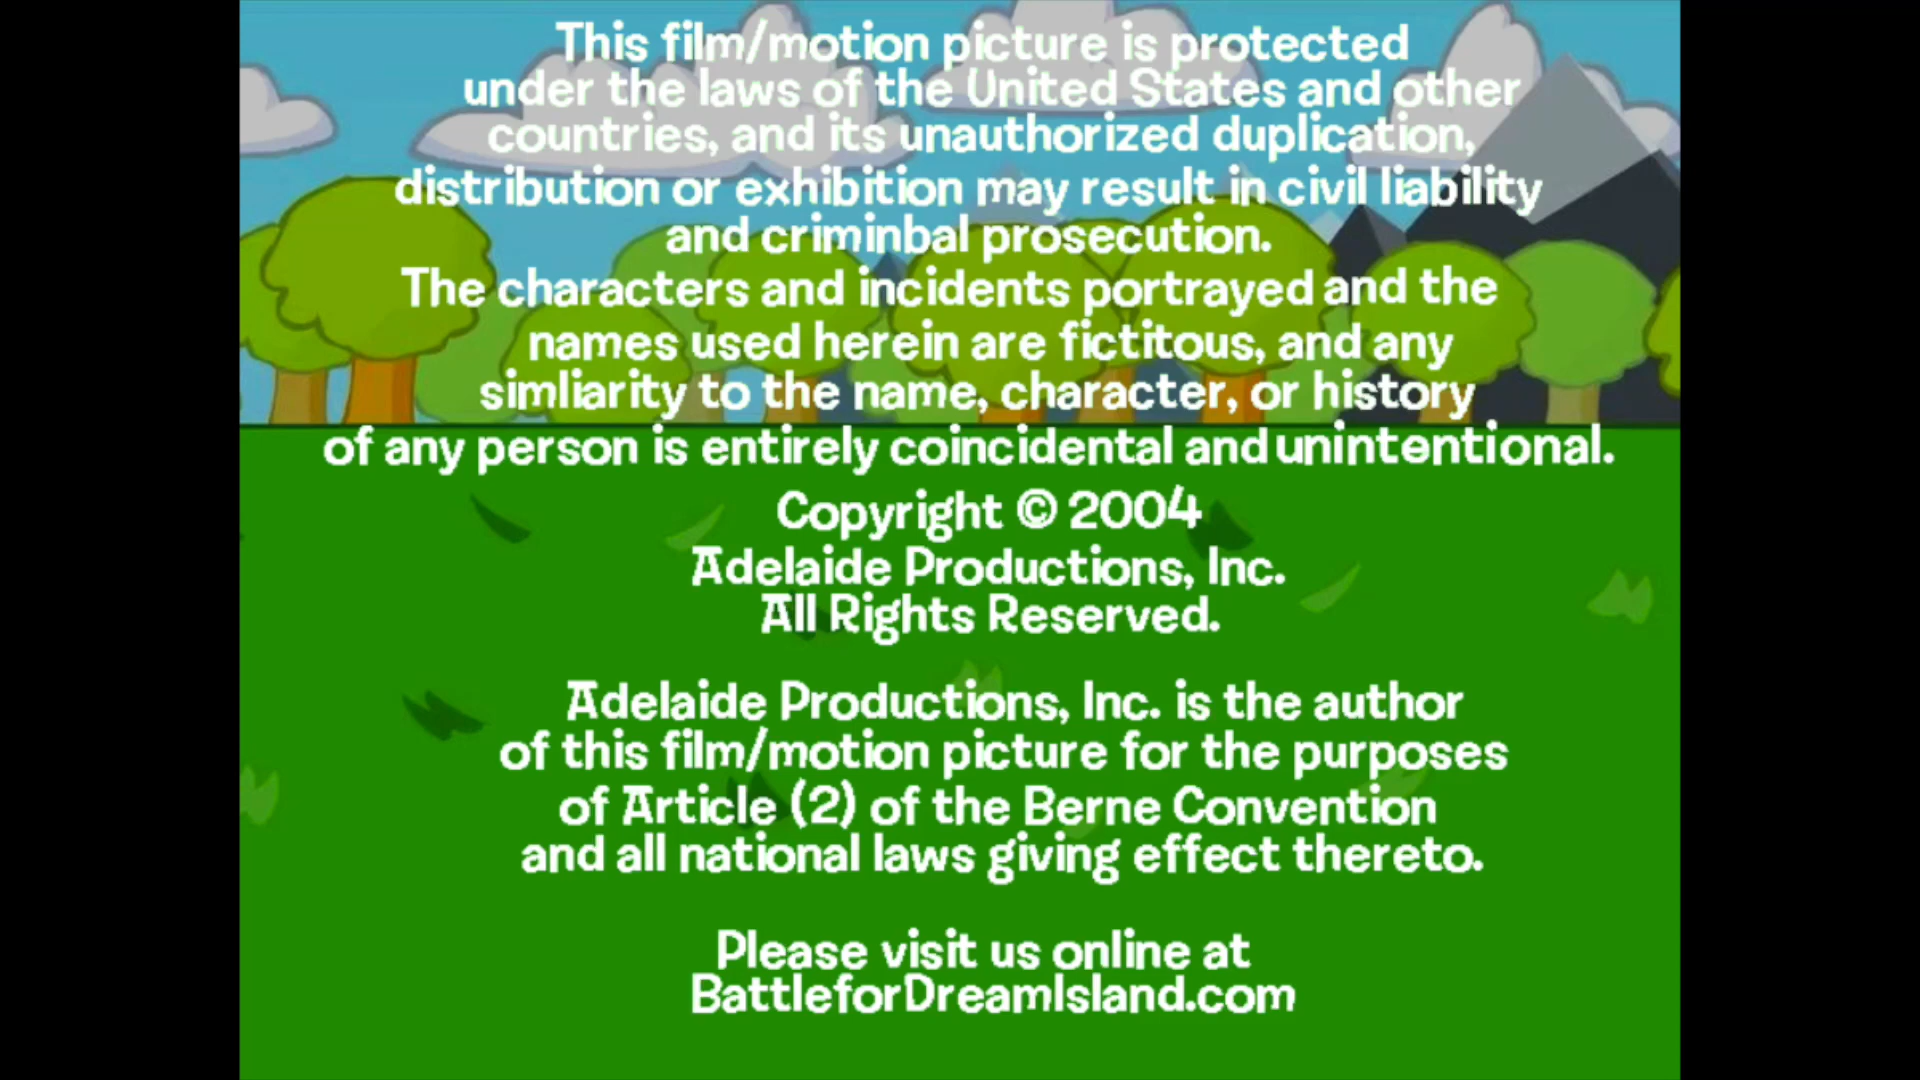 This film/motion picture is protected
under the laws of the United States and other
countries, and its unauthorized duplication,
distribution or exhibition may result in civil liability
and criminbal prosecution.
The characters and incidents portrayed and the
names used herein are fictitous, and any
simliarity to the name, character, or history
of any person is entirely coincidental and unintentional.
Copyright © 2004
Adelaide Productions, Inc.
All Rights Reserved.
Adelaide Productions, Inc. is the author
of this film/motion picture for the purposes
of Article (2) of the Berne Convention
and all national laws giving effect thereto.
Please visit us online at
BattleforDreamIsland.com